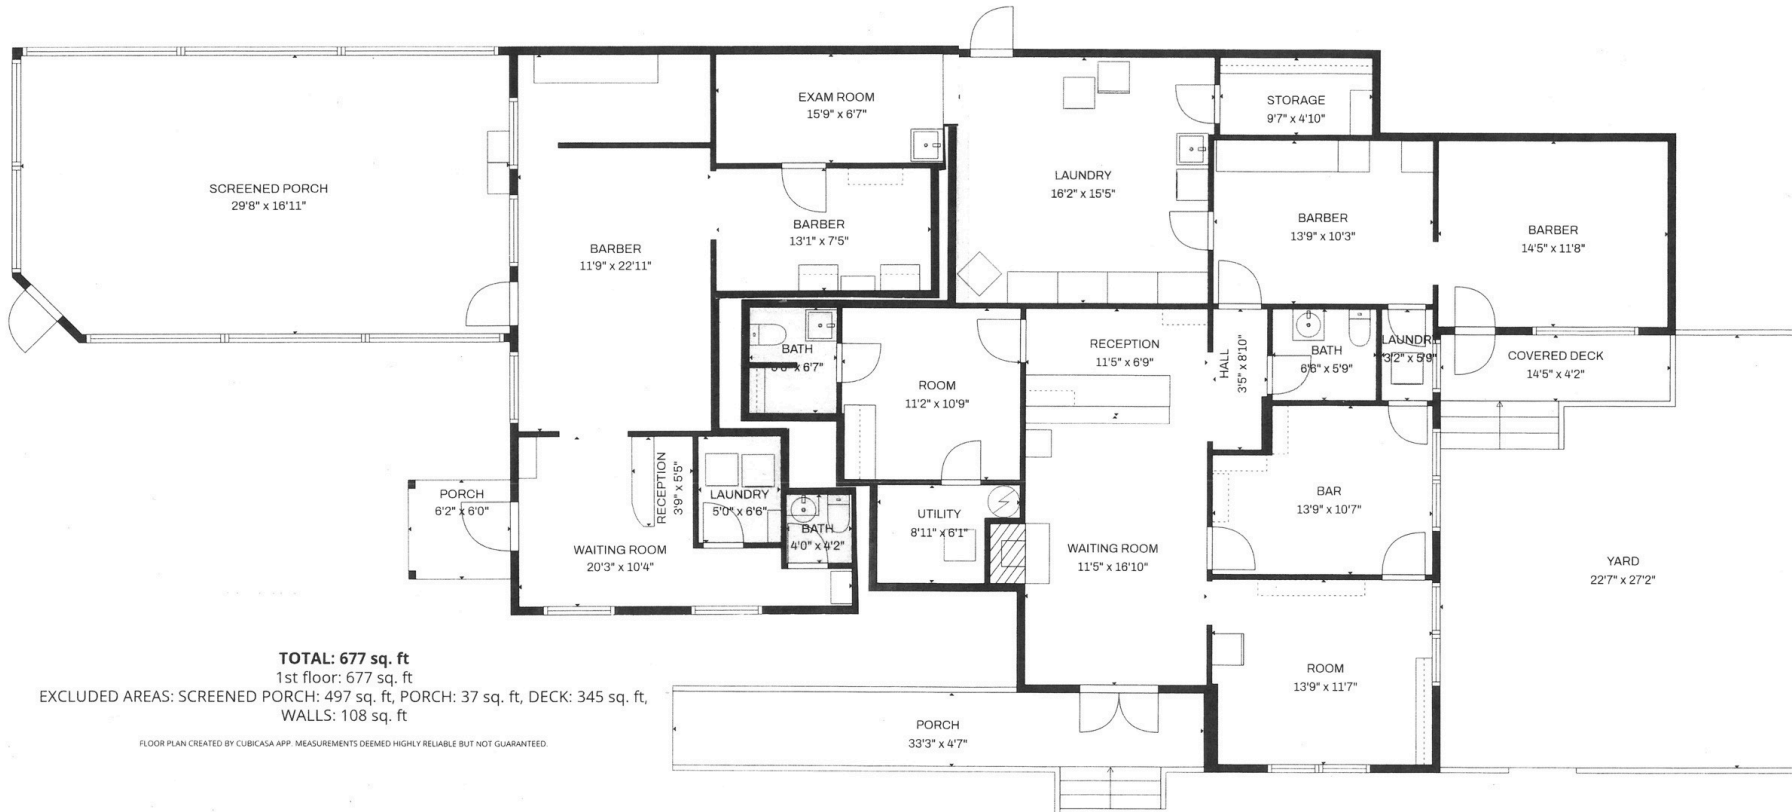 EXAM ROOM
15'9" x 6'7"
STORAGE
9'7" x 4'10"
SCREENED PORCH
29'8" x 16'11"
LAUNDRY
16'2" x 15'5"
BARBER
13'1" x 7'5"
BARBER
13'9" x 10'3"
BARBER
14'5" x 11'8"
BARBER
11'9" x 22'11"
BATH
x 6'7"
RECEPTION
11'5" x 6'9"
HALL
3'5" x 8'10"
BATH
6'6" x 5'9"
LAUNDR
3'2" x 5'9"
COVERED DECK
14'5" x 4'2"
ROOM
11'2" x 10'9"
PORCH
6'2" x 6'0"
RECEPTION
3'9" x 5'5"
LAUNDRY
5'0" x 6'6"
BATH
4'0" x 4'2"
UTILITY
8'11" x 6'1"
BAR
13'9" x 10'7"
WAITING ROOM
20'3" x 10'4"
WAITING ROOM
11'5" x 16'10"
YARD
22'7" x 27'2"
ROOM
13'9" x 11'7"
PORCH
33'3" x 4'7"
TOTAL: 677 sq. ft
1st floor: 677 sq. ft
EXCLUDED AREAS: SCREENED PORCH: 497 sq. ft, PORCH: 37 sq. ft, DECK: 345 sq. ft,
WALLS: 108 sq. ft
FLOOR PLAN CREATED BY CUBICASA APP. MEASUREMENTS DEEMED HIGHLY RELIABLE BUT NOT GUARANTEED.